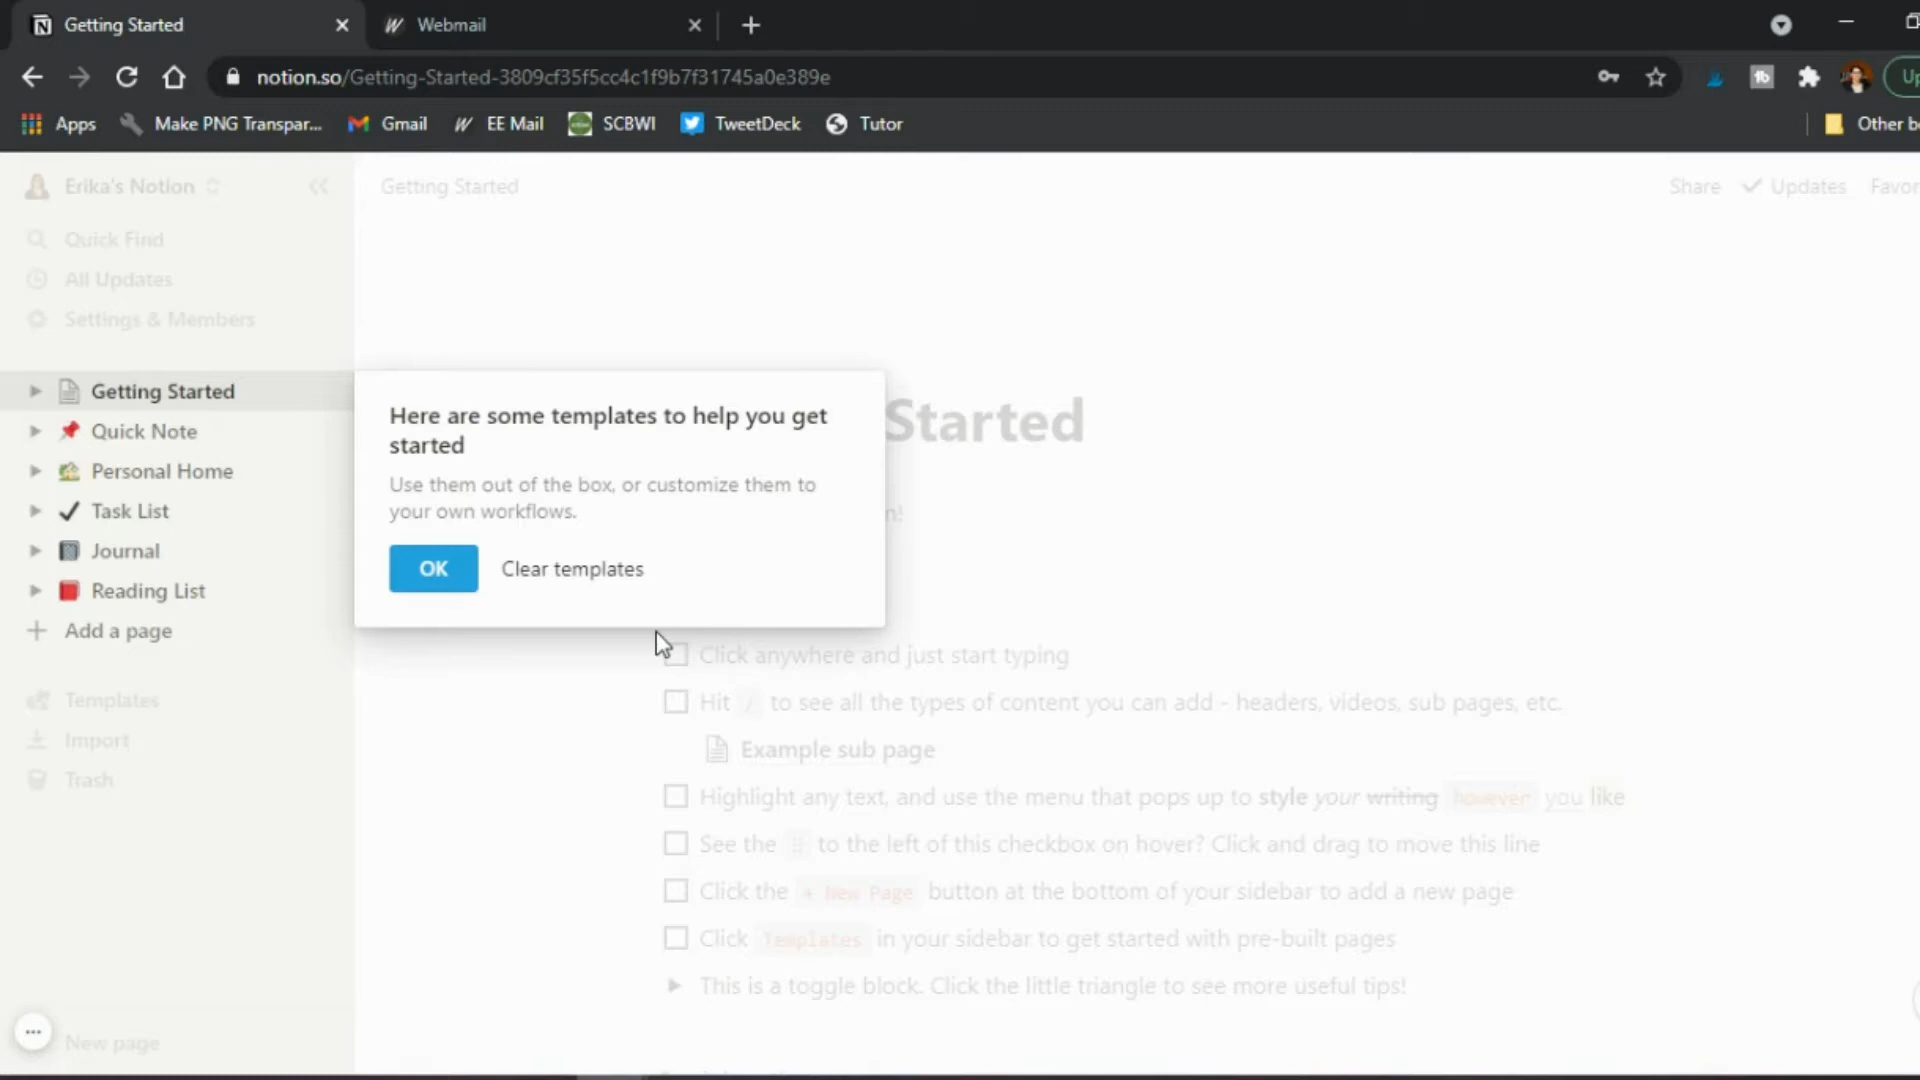 Getting Started
Webmail
notion.so/Getting-Started-3809cf35f5cc4c1f9b7f31745a0e389e
Apps
Make PNG Transpar...
Gmail
EE Mail
SCBWI
TweetDeck
Tutor
Erika's Notion
Getting Started
Share
Updates
Quick Find
All Updates
Settings & Members
Getting Started
Quick Note
Personal Home
Task List
Journal
Reading List
Add a page
Templates
Import
Trash
New page
Here are some templates to help you get
started
Use them out of the box, or customize them to
your own workflows.
OK
Clear templates
Started
Click anywhere and just start typing
Hit / to see all the types of content you can add - headers, videos, sub pages, etc.
Example sub page
Highlight any text, and use the menu that pops up to style your writing however you like
See the ⋮⋮ to the left of this checkbox on hover? Click and drag to move this line
Click the + New Page button at the bottom of your sidebar to add a new page
Click Templates in your sidebar to get started with pre-built pages
This is a toggle block. Click the little triangle to see more useful tips!